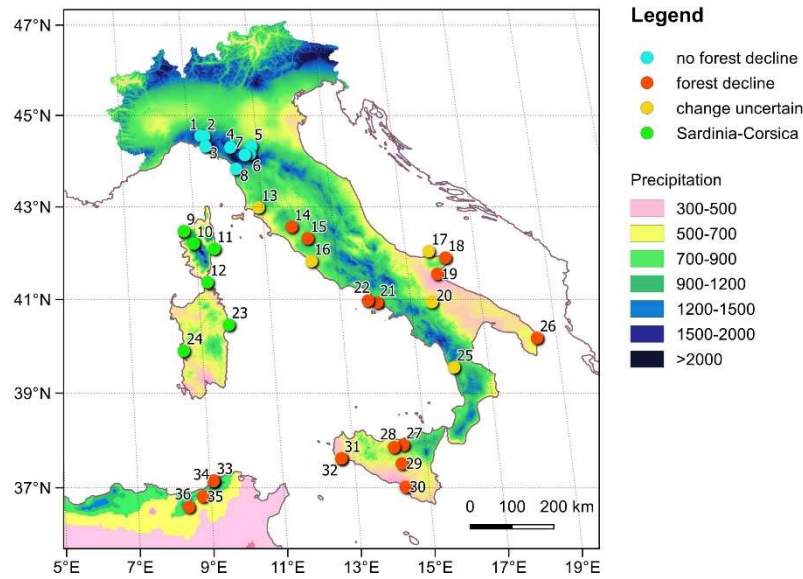 47°N
45°N
43°N
41°N
39°N
37°N
5°E
7°E
9°E
11°E
13°E
15°E
17°E
19°E
1
2
3
4
7
5
6
8
13
14
15
16
9
10
11
12
17
18
19
20
22
21
23
24
25
26
28
27
29
30
31
32
34
33
35
36
0 100 200 km
Legend
no forest decline
forest decline
change uncertain
Sardinia-Corsica
Precipitation
300-500
500-700
700-900
900-1200
1200-1500
1500-2000
>2000